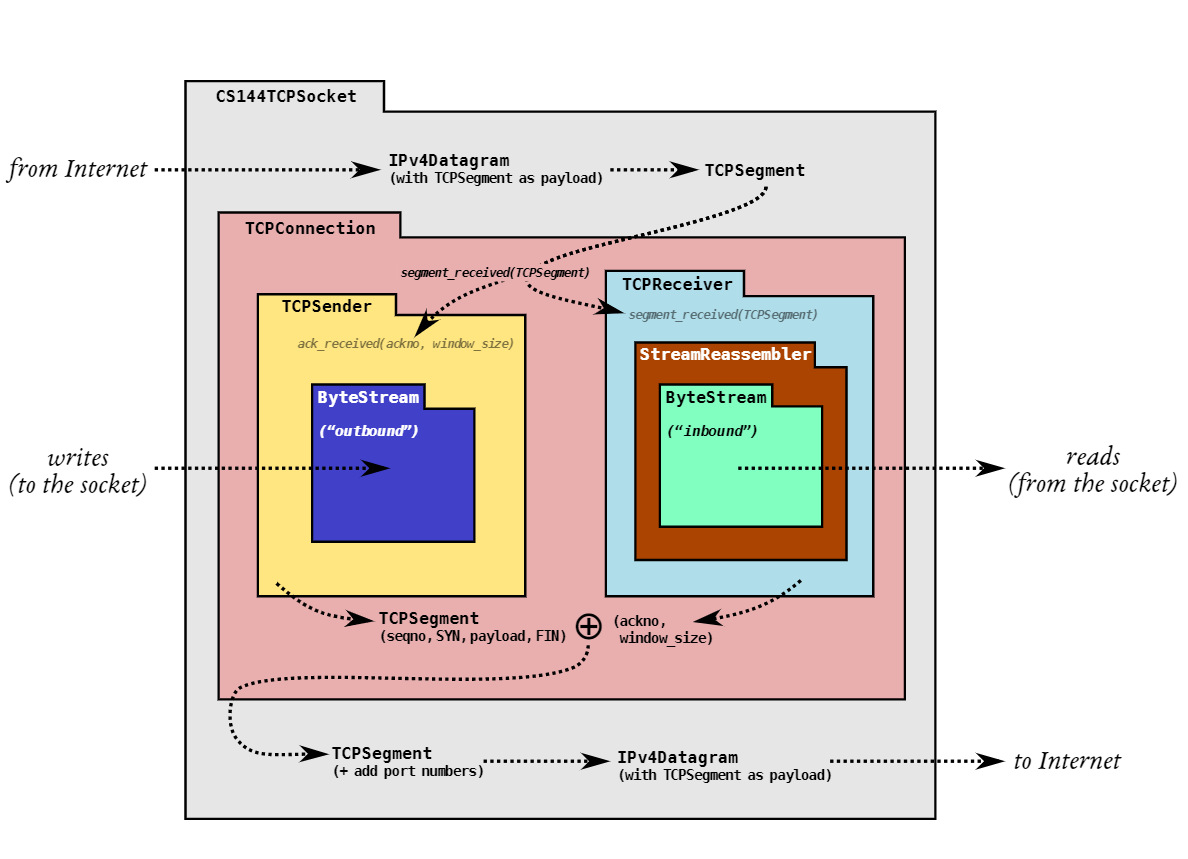 CS144TCPSocket
from Internet
IPv4Datagram
(with TCPSegment as payload)
TCPSegment
TCPConnection
segment_received(TCPSegment)
TCPSender
ack_received(ackno, window_size)
ByteStream
(“outbound”)
TCPReceiver
segment_received(TCPSegment)
StreamReassembler
ByteStream
(“inbound”)
writes
(to the socket)
reads
(from the socket)
TCPSegment
(seqno, SYN, payload, FIN)
(ackno,
window_size)
TCPSegment
(+ add port numbers)
IPv4Datagram
(with TCPSegment as payload)
to Internet